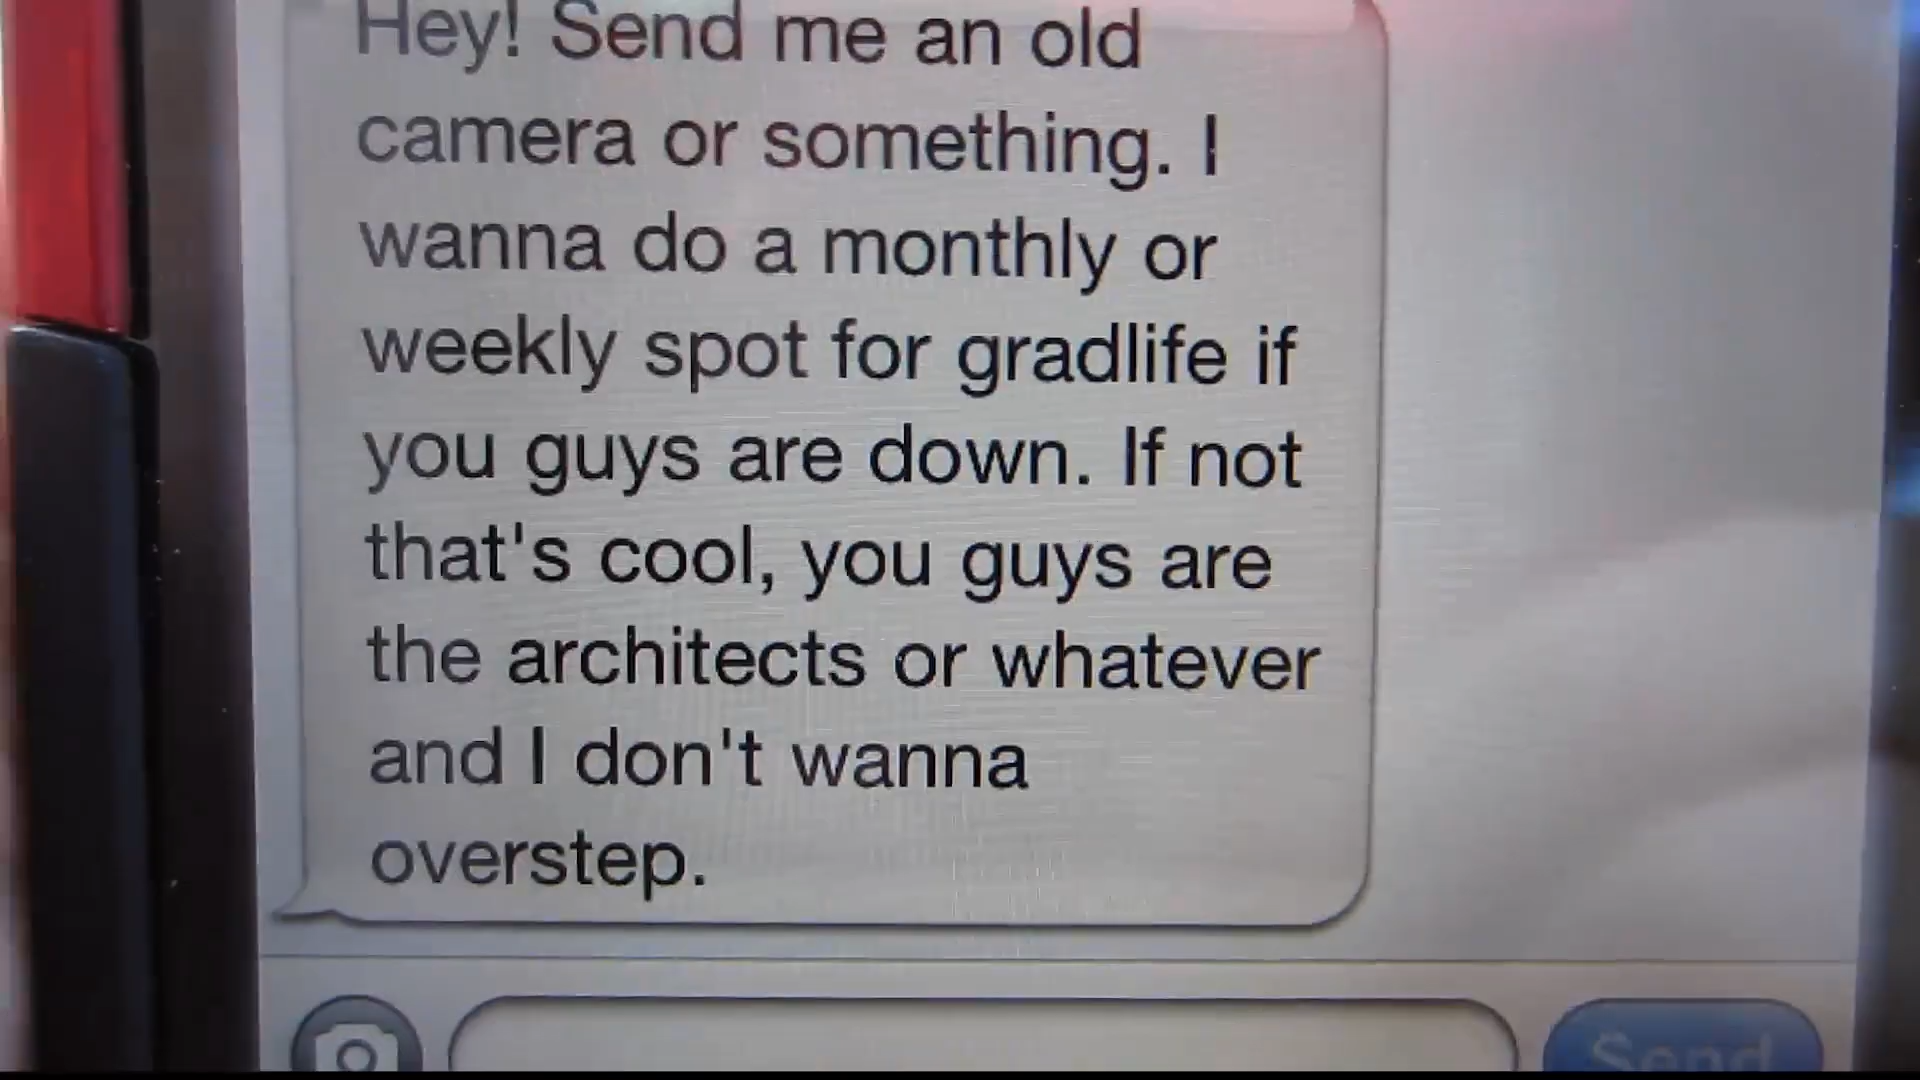 Hey! Send me an old
camera or something. I
wanna do a monthly or
weekly spot for gradlife if
you guys are down. If not
that's cool, you guys are
the architects or whatever
and I don't wanna
overstep.
Send